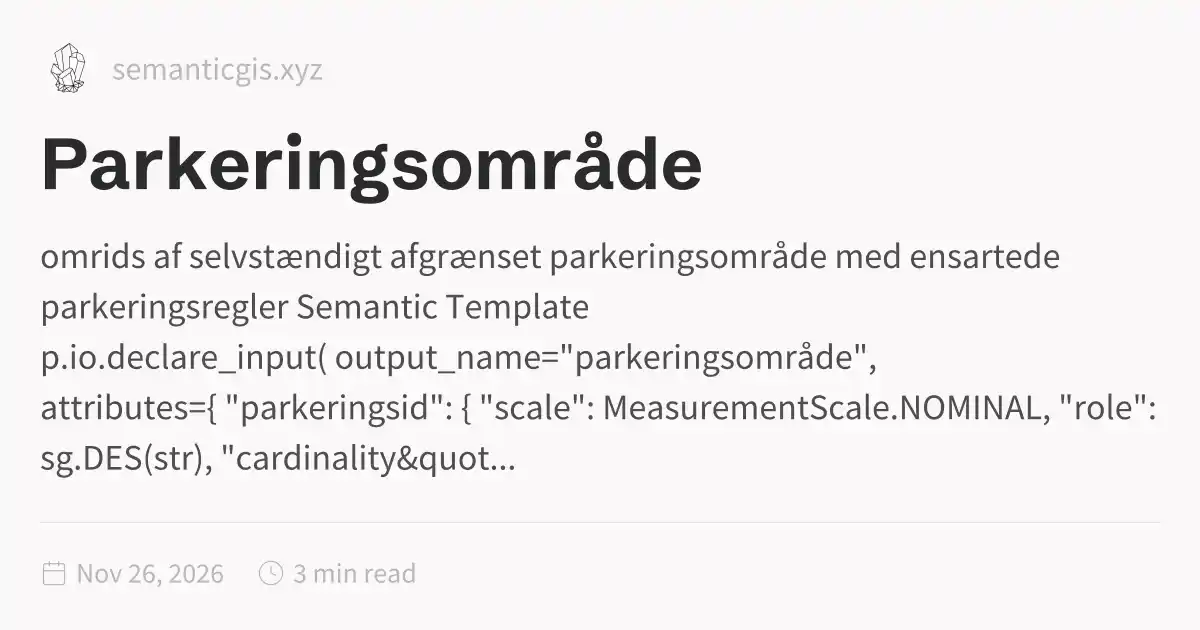 semanticgis.xyz
Parkeringsområde
omrids af selvstændigt afgrænset parkeringsområde med ensartede
parkeringsregler Semantic Template
p.io.declare_input( output_name="parkeringsområde",
attributes={ "parkeringsid": { "scale": MeasurementScale.NOMINAL, "role":
sg.DES(str), "cardinality&quot...
Nov 26, 2026 3 min read